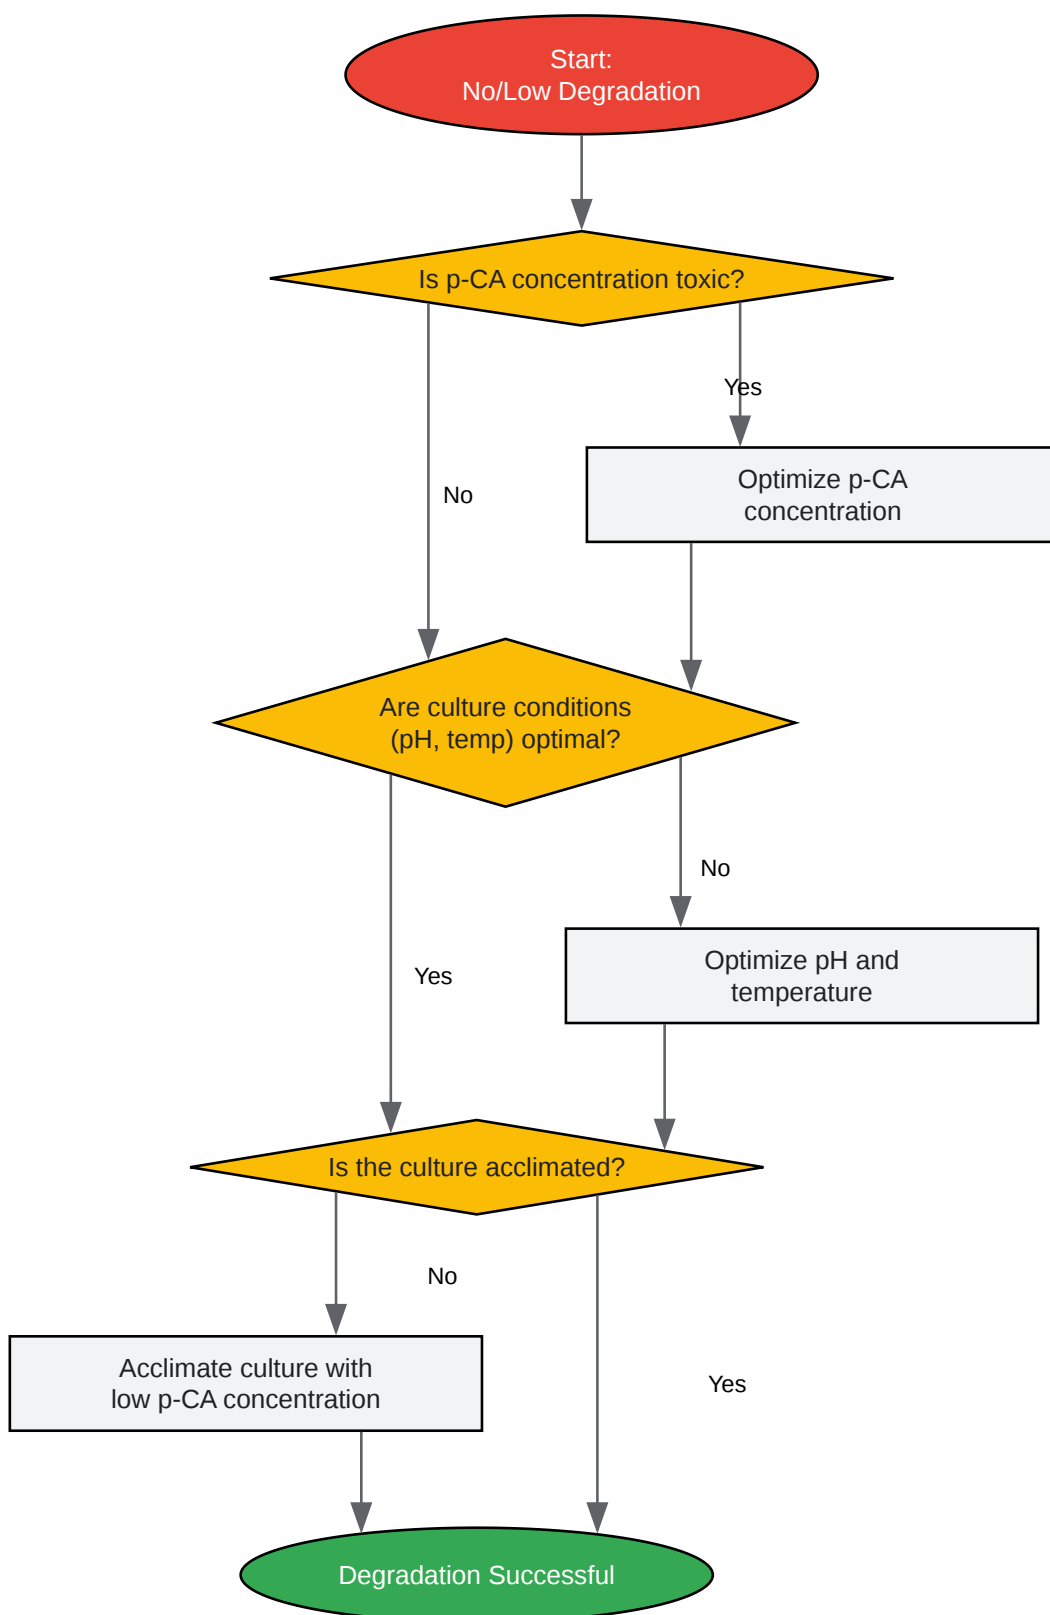 Start:
No/Low Degradation
Is p-CA concentration toxic?
Yes
No
Optimize p-CA
concentration
Are culture conditions
(pH, temp) optimal?
No
Yes
Optimize pH and
temperature
Is the culture acclimated?
No
Yes
Acclimate culture with
low p-CA concentration
Degradation Successful